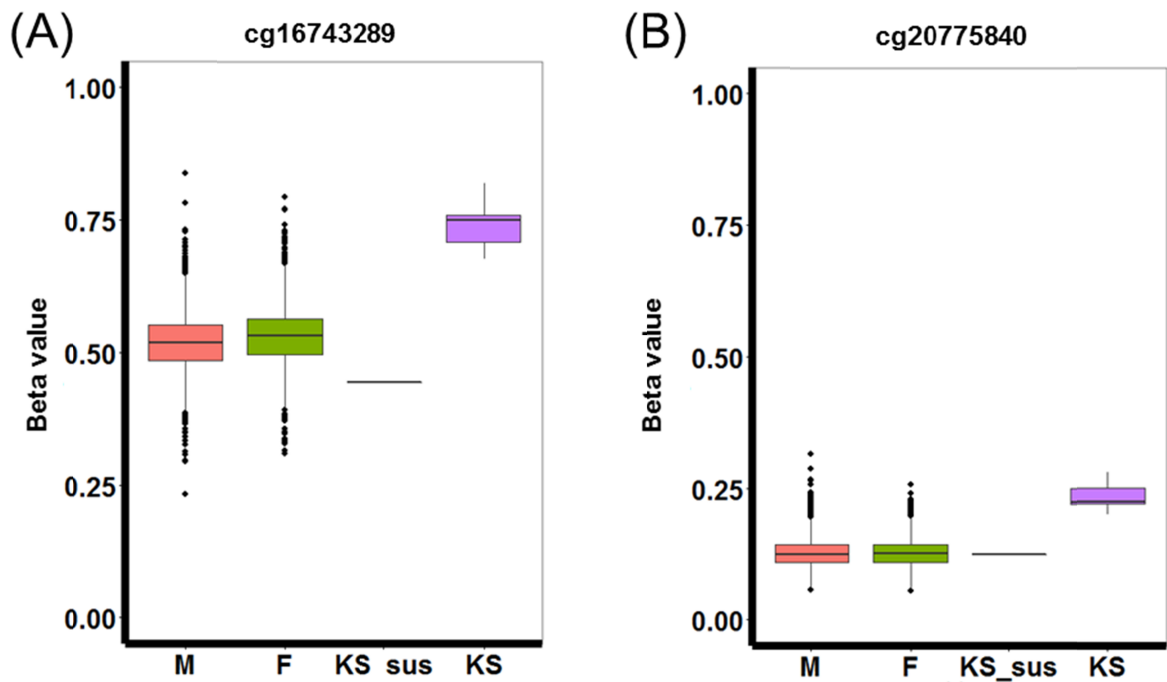 (A)
cg16743289
Beta value
1.00
0.75
0.50
0.25
0.00
M F KS_sus KS
(B)
cg20775840
Beta value
1.00
0.75
0.50
0.25
0.00
M F KS_sus KS